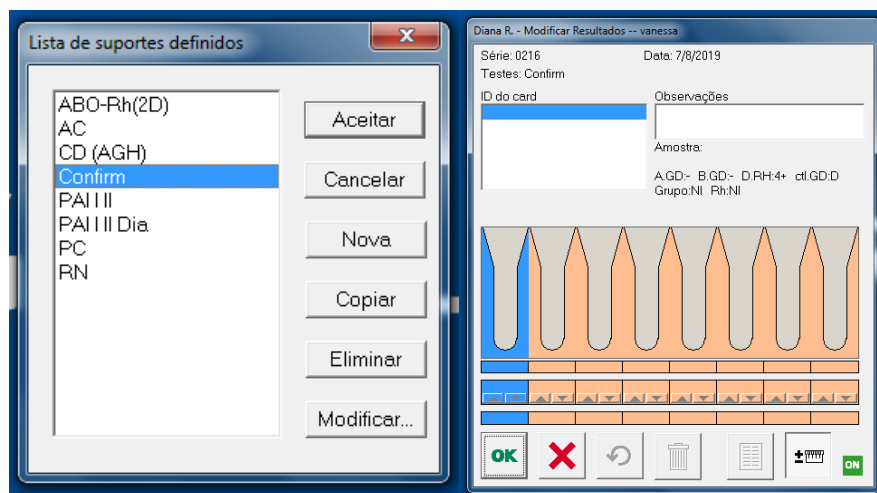 Lista de suportes definidos
ABO-Rh(2D)
AC
CD (AGH)
Confirm
PAI I II
PAI I II Dia
PC
RN
Aceitar
Cancelar
Nova
Copiar
Eliminar
Modificar...
Diana R. - Modificar Resultados -- vanessa
Série: 0216
Data: 7/8/2019
Testes: Confirm
ID do card
Observações
Amostra:
A.GD:- B.GD:- D.RH:4+ ctl.GD:D
Grupo:NI Rh:NI
OK
ON